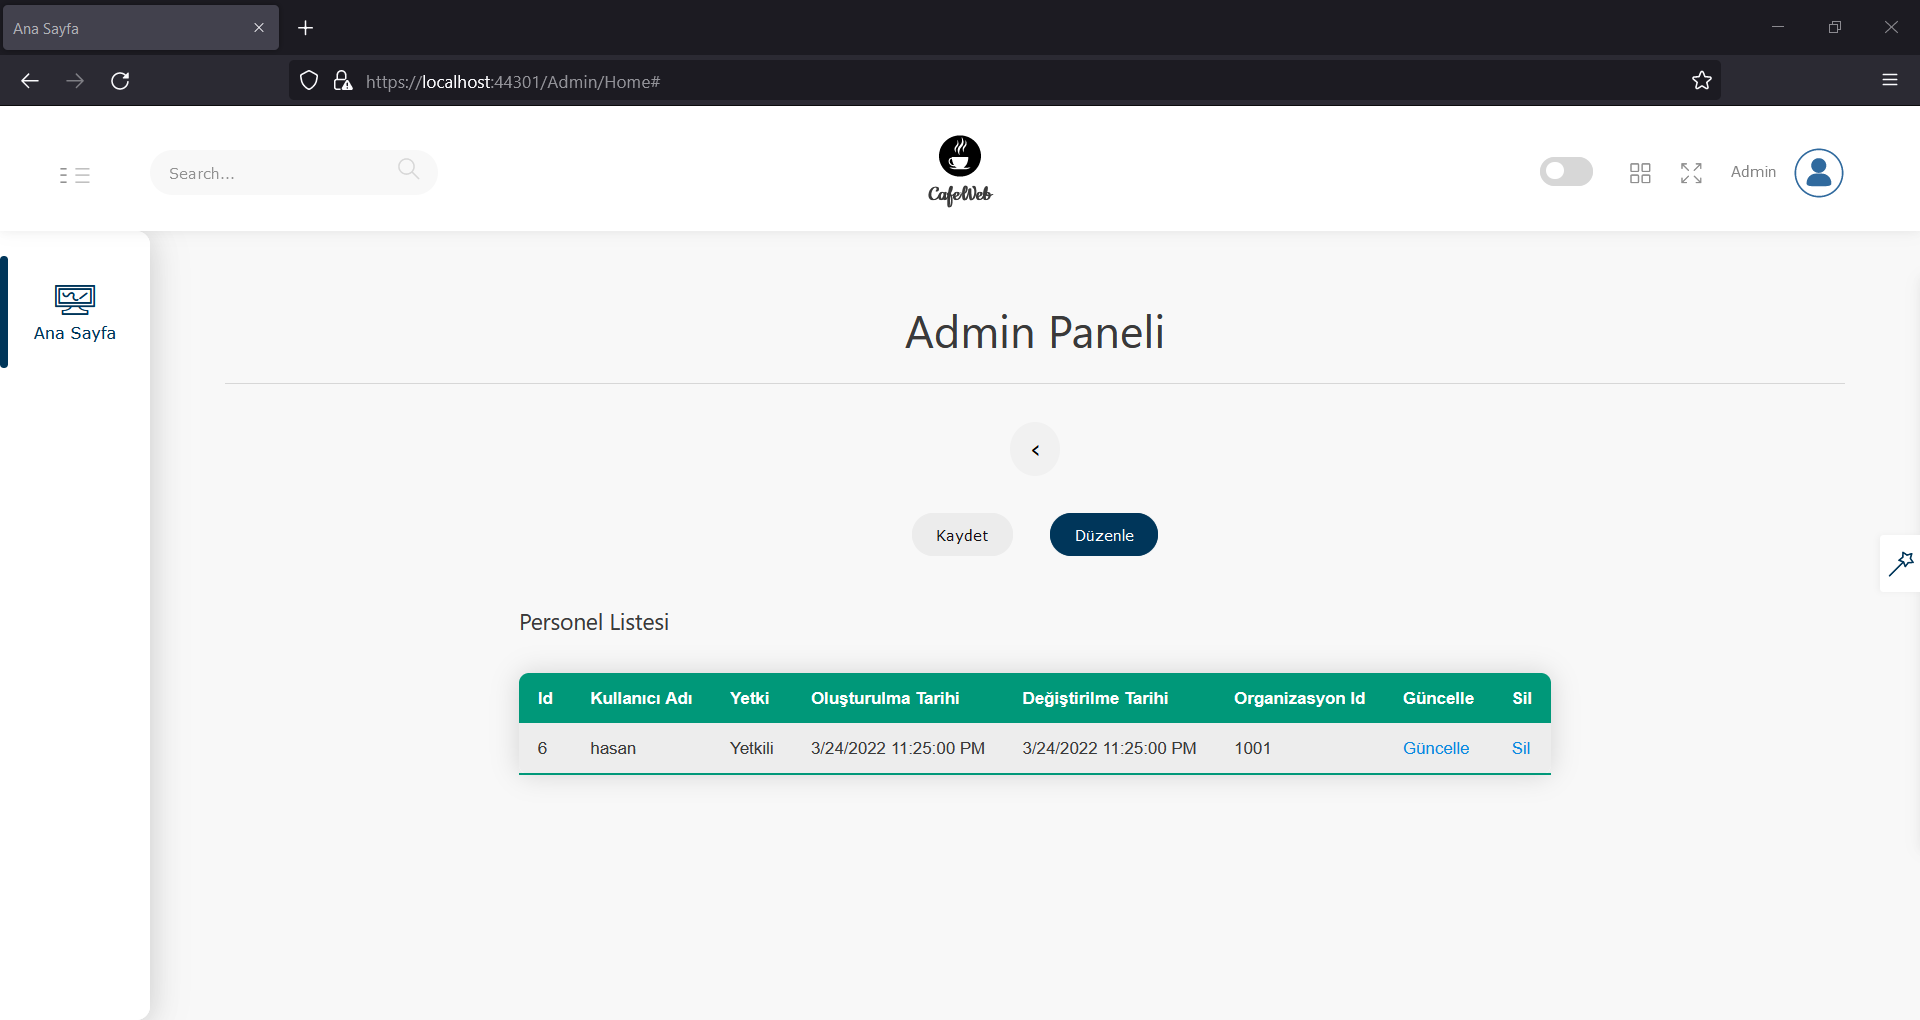 Ana Sayfa
https://localhost:44301/Admin/Home#
Search...
CafeWeb
Admin
Ana Sayfa
Admin Paneli
<
Kaydet Düzenle
Personel Listesi
Id Kullanıcı Adı Yetki Oluşturulma Tarihi Değiştirilme Tarihi Organizasyon Id Güncelle Sil
6 hasan Yetkili 3/24/2022 11:25:00 PM 3/24/2022 11:25:00 PM 1001 Güncelle Sil